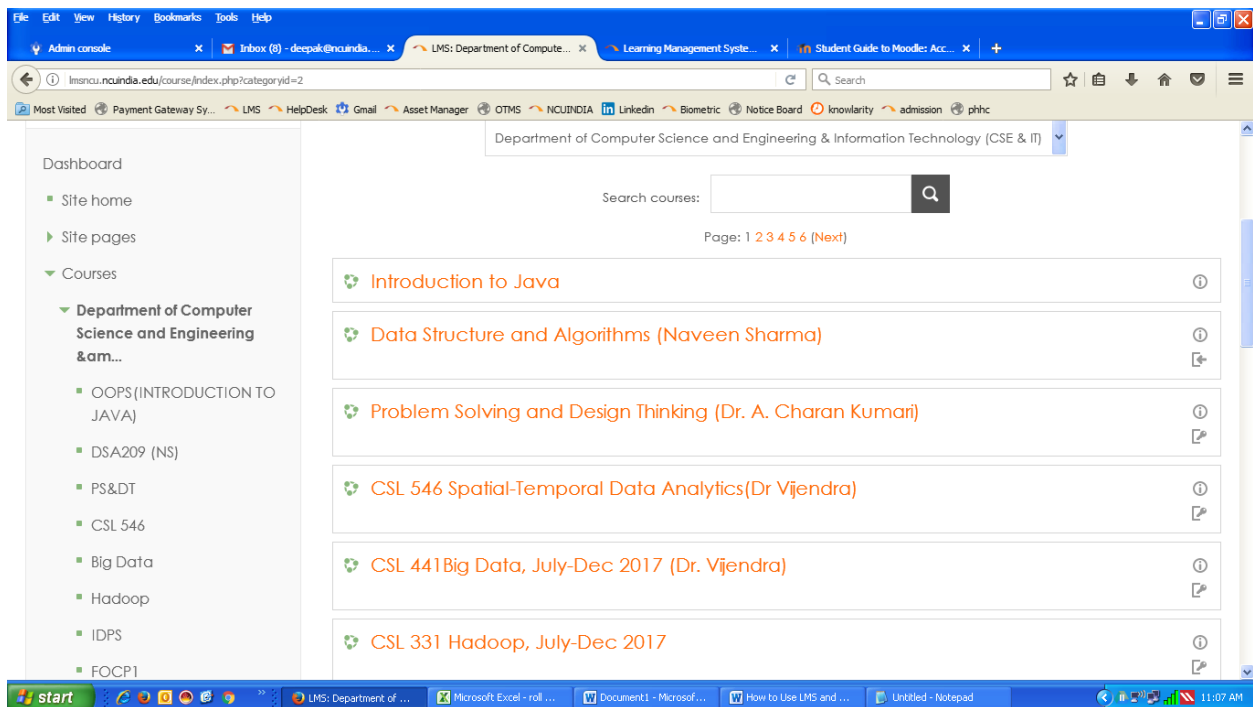 File Edit View History Bookmarks Tools Help
Admin console
Inbox (8) - deepak@ncuindia....
LMS: Department of Compute...
Learning Management Syste...
Student Guide to Moodle: Acc...
lmsncu.ncuindia.edu/course/index.php?categoryid=2
Search
Most Visited Payment Gateway Sy... LMS HelpDesk Gmail Asset Manager OTMS NCUINDIA Linkedin Biometric Notice Board knowlarity admission phhc
Department of Computer Science and Engineering & Information Technology (CSE & IT)
Search courses:
Page: 1 2 3 4 5 6 (Next)
Dashboard
Site home
Site pages
Courses
Department of Computer
Science and Engineering
&am...
OOPS(INTRODUCTION TO
JAVA)
DSA209 (NS)
PS&DT
CSL 546
Big Data
Hadoop
IDPS
FOCP1
Introduction to Java
Data Structure and Algorithms (Naveen Sharma)
Problem Solving and Design Thinking (Dr. A. Charan Kumari)
CSL 546 Spatial-Temporal Data Analytics(Dr Vijendra)
CSL 441Big Data, July-Dec 2017 (Dr. Vijendra)
CSL 331 Hadoop, July-Dec 2017
start
LMS: Department of ...
Microsoft Excel - roll ...
Document1 - Microsof...
How to Use LMS and ...
Untitled - Notepad
11:07 AM